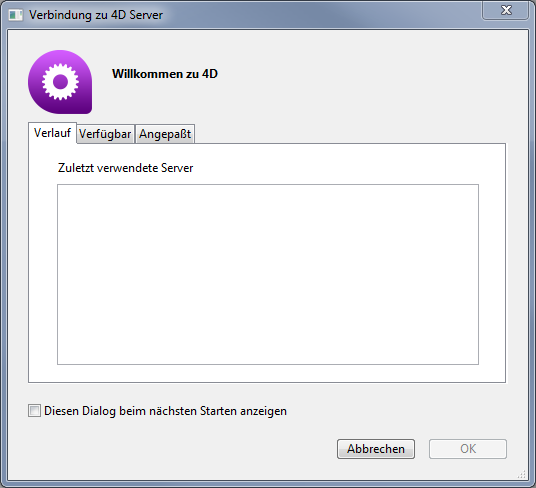 Verbindung zu 4D Server
Willkommen zu 4D
Verlauf Verfügbar Angepaßt
Zuletzt verwendete Server
Diesen Dialog beim nächsten Starten anzeigen
Abbrechen OK